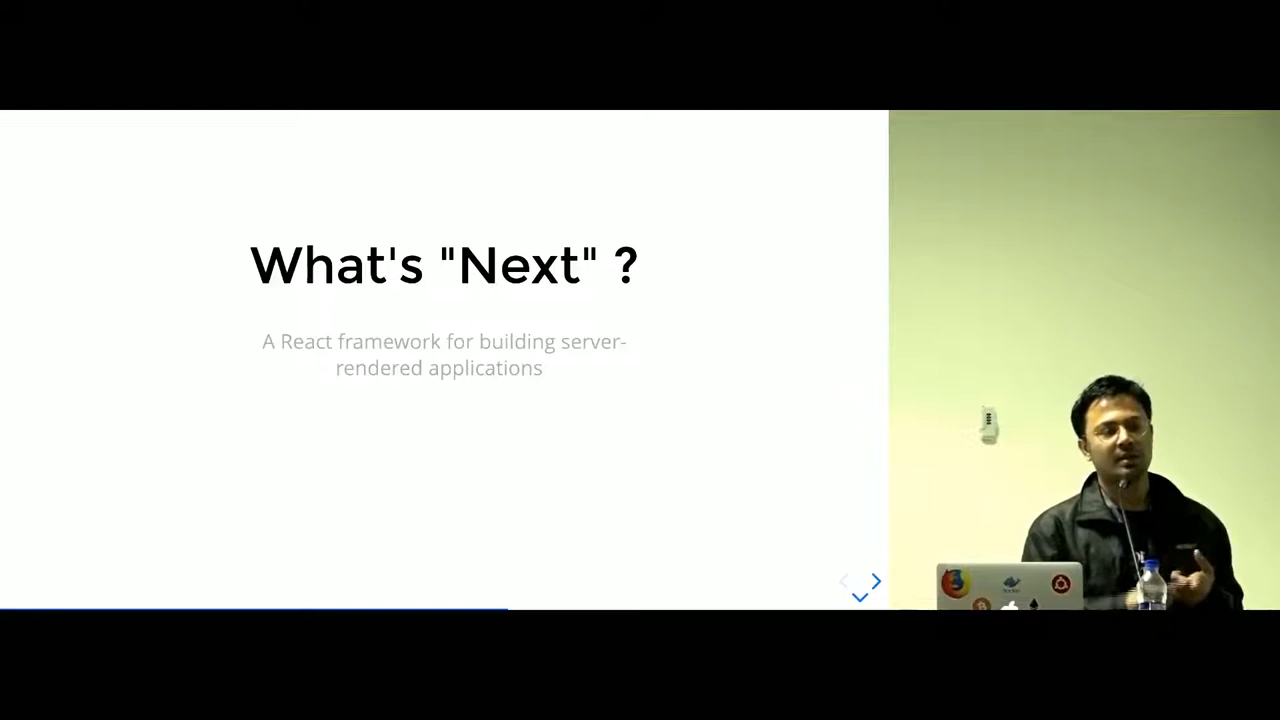 What's "Next" ?
A React framework for building server-
rendered applications